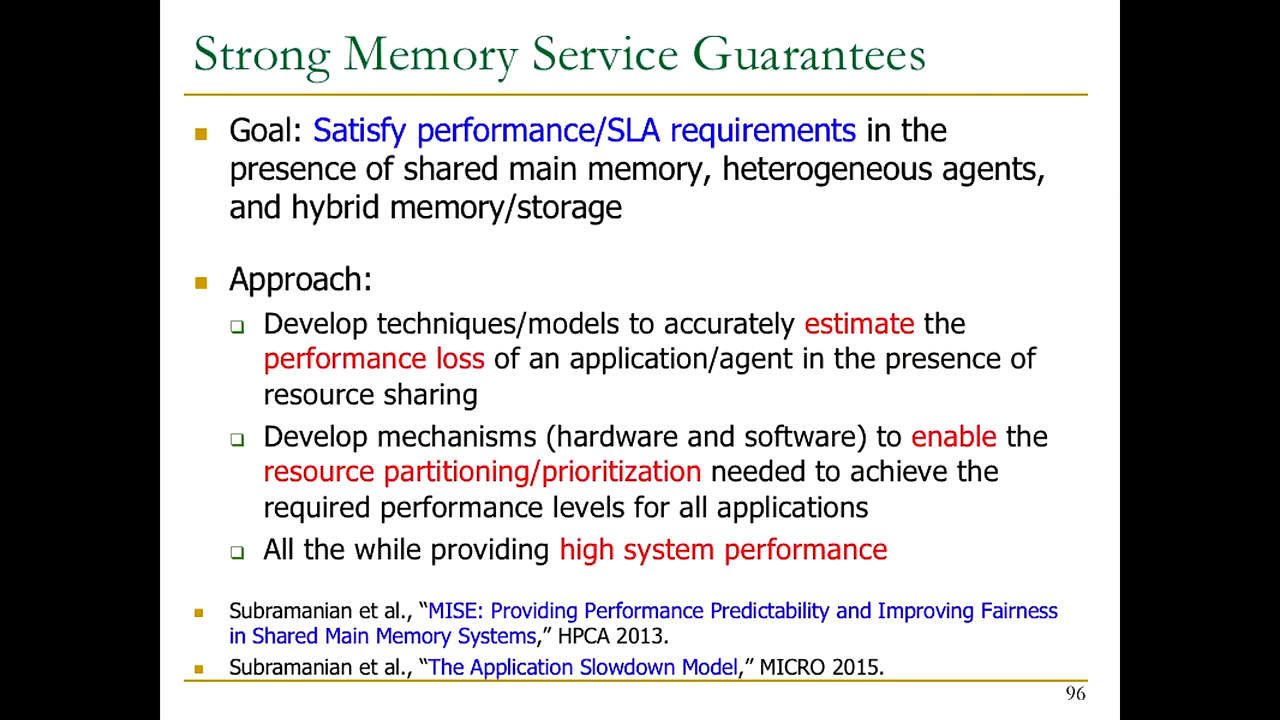 Strong Memory Service Guarantees
Goal: Satisfy performance/SLA requirements in the
presence of shared main memory, heterogeneous agents,
and hybrid memory/storage
Approach:
Develop techniques/models to accurately estimate the
performance loss of an application/agent in the presence of
resource sharing
Develop mechanisms (hardware and software) to enable the
resource partitioning/prioritization needed to achieve the
required performance levels for all applications
All the while providing high system performance
Subramanian et al., “MISE: Providing Performance Predictability and Improving Fairness
in Shared Main Memory Systems,” HPCA 2013.
Subramanian et al., “The Application Slowdown Model,” MICRO 2015.
96